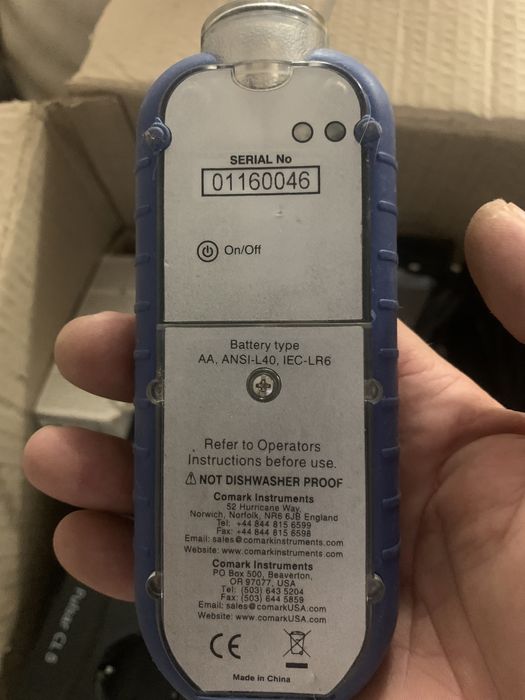 SERIAL No
01160046
On/Off
Battery type
AA, ANSI-L40, IEC-LR6
Refer to Operators
Instructions before use.
⚠ NOT DISHWASHER PROOF
Comark Instruments
52 Hurricane Way,
Norwich, Norfolk, NR6 6JB England
Tel: +44 844 815 6599
Fax: +44 844 815 6598
Email: sales@comarkinstruments.com
Website: www.comarkinstruments.com
Comark Instruments
PO Box 500, Beaverton,
OR 97077, USA
Tel: (503) 643 5204
Fax: (503) 644 5859
Email: sales@comarkUSA.com
Website: www.comarkUSA.com
CE
Made in China